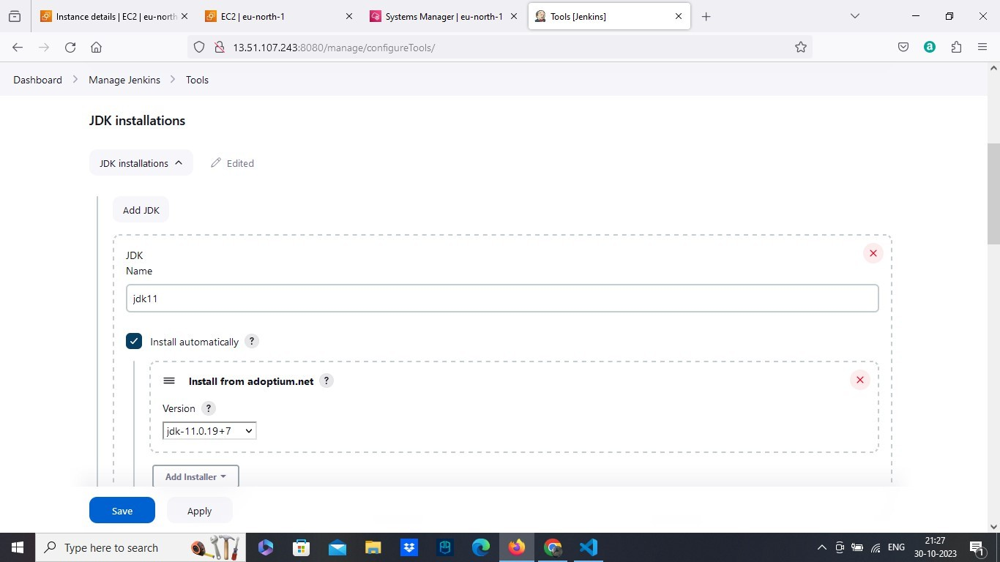 Instance details | EC2 | eu-north
EC2 | eu-north-1
Systems Manager | eu-north-1
Tools [Jenkins]
13.51.107.243:8080/manage/configureTools/
Dashboard
Manage Jenkins
Tools
JDK installations
JDK installations
Edited
Add JDK
JDK
Name
jdk11
Install automatically ?
Install from adoptium.net ?
Version ?
jdk-11.0.19+7
Add Installer
Save
Apply
Type here to search
ENG
21:27
30-10-2023
1